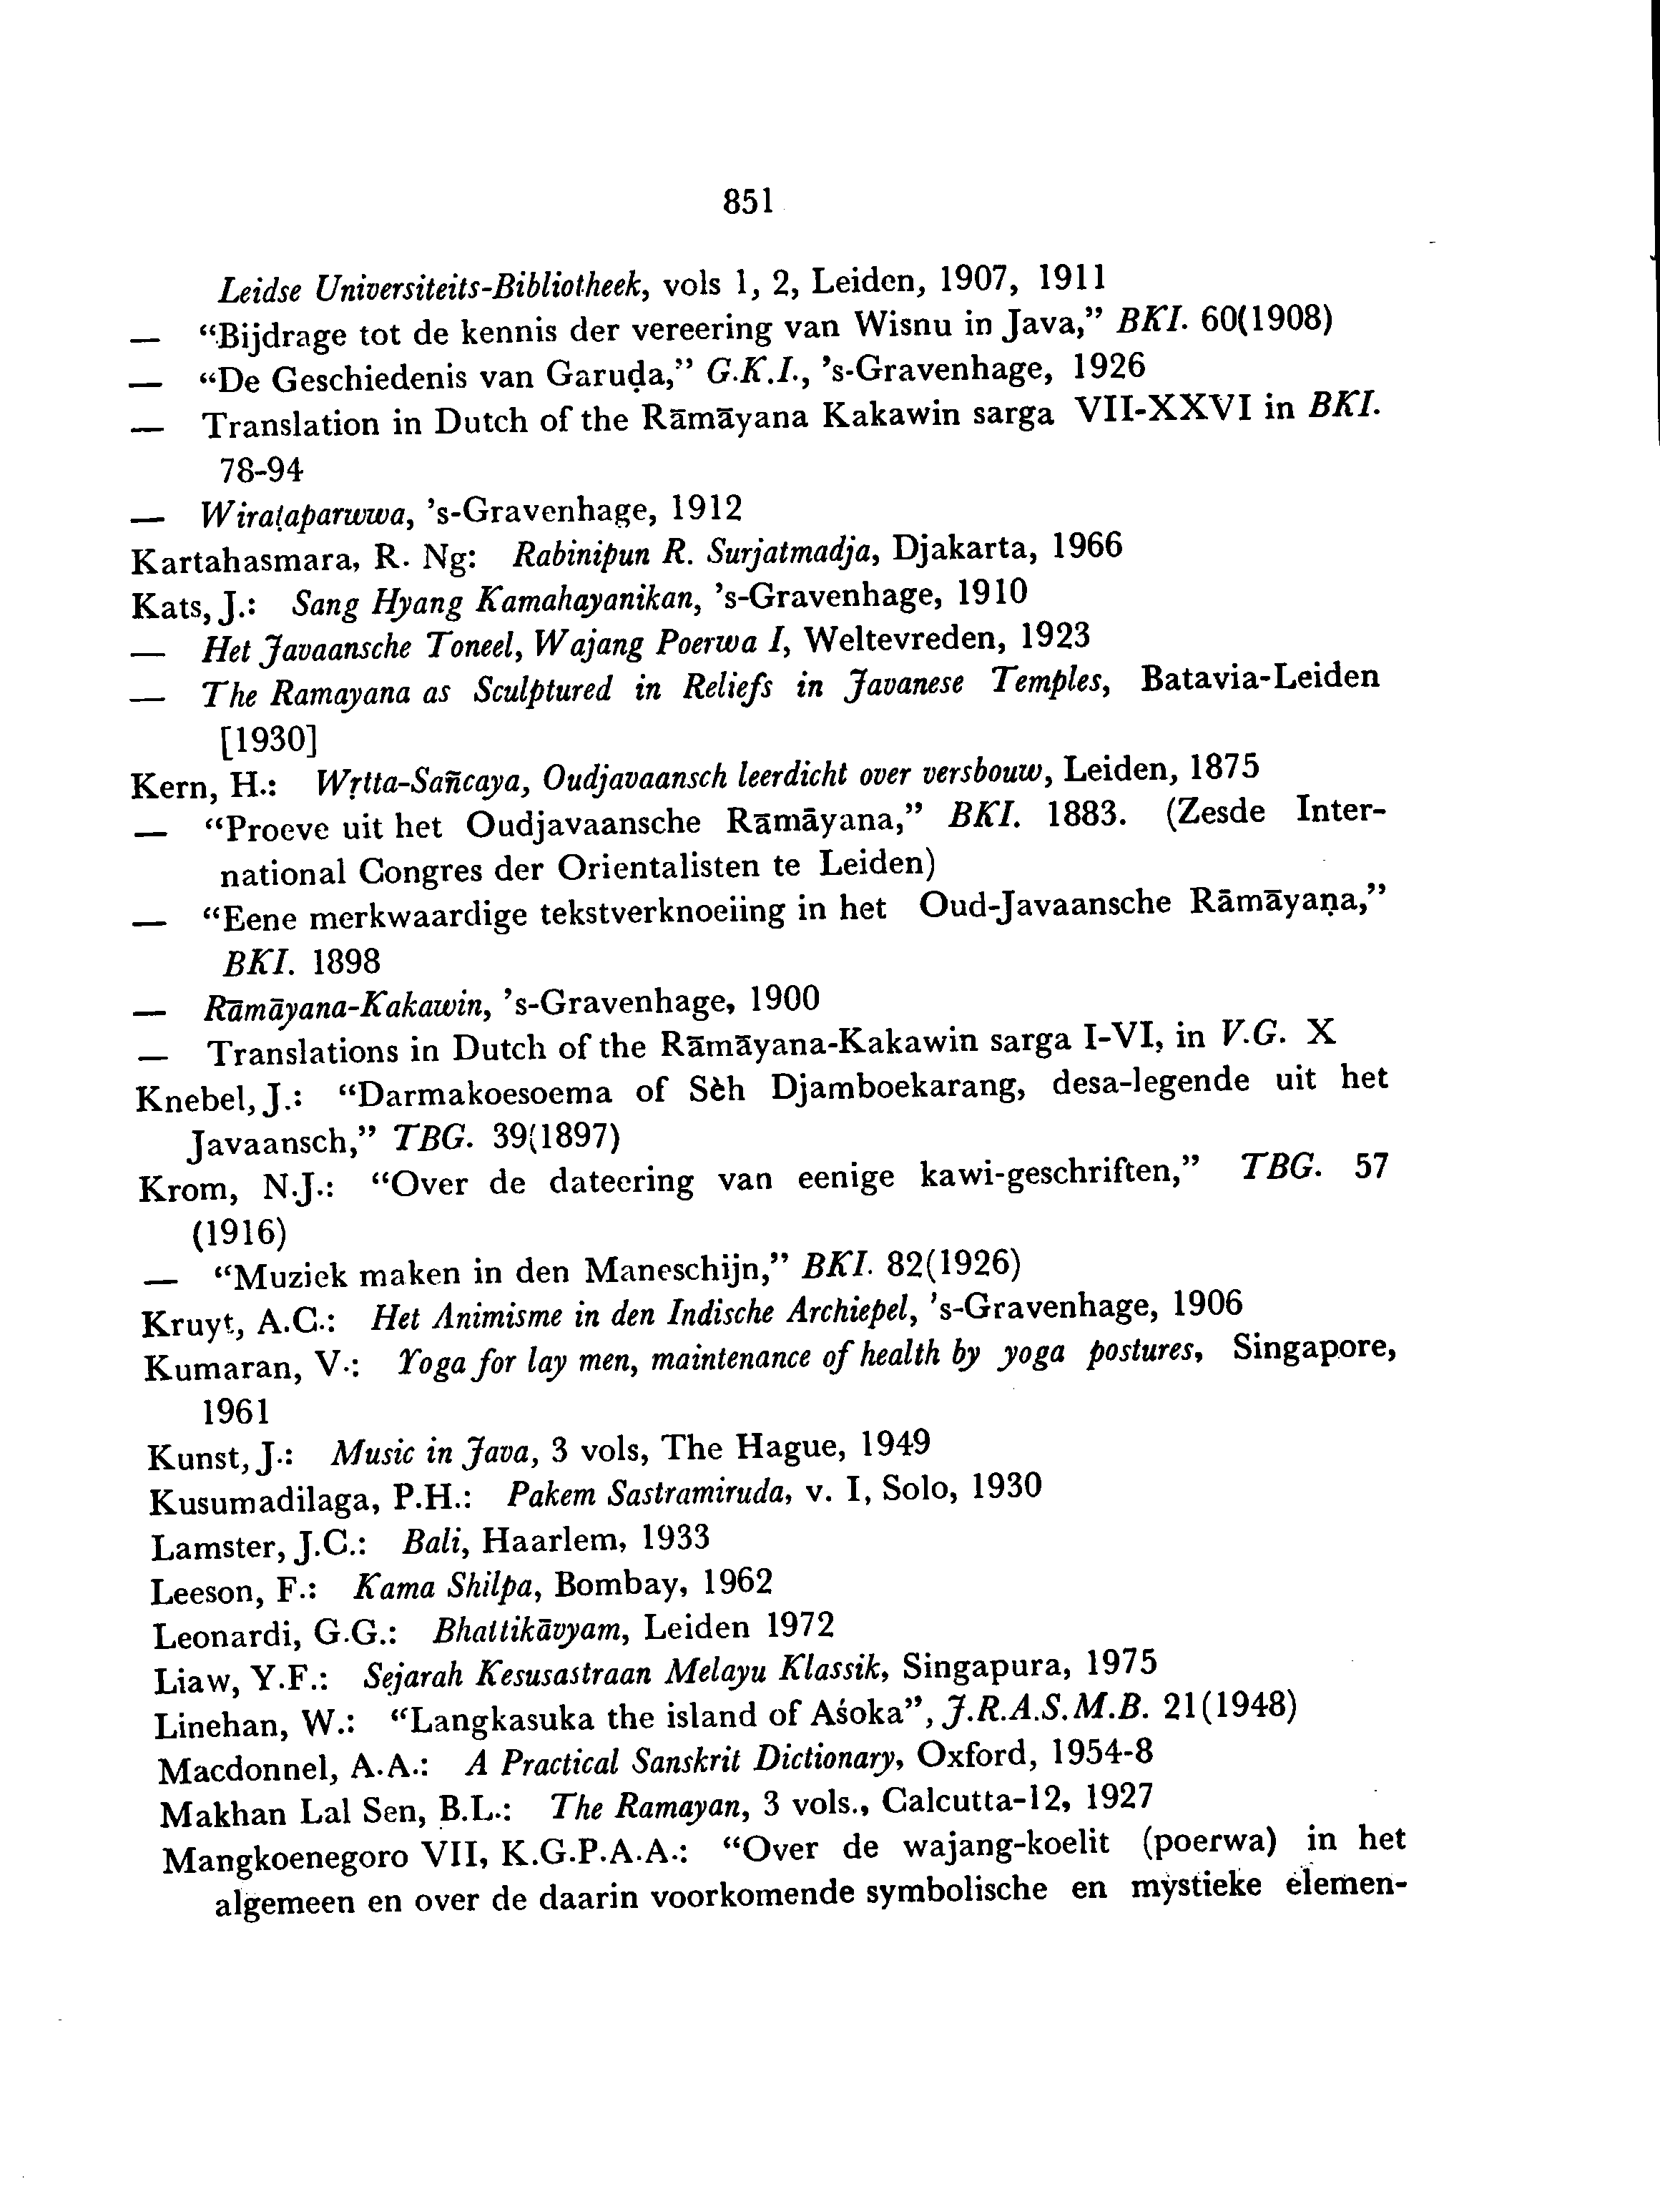 851
Leidse Universiteits-Bibliotheek, vols 1, 2, Leiden, 1907, 1911
— “Bijdrage tot de kennis der vereering van Wisnu in Java,” BKI. 60(1908)
— “De Geschiedenis van Garuḍa,” G.K.I., ’s-Gravenhage, 1926
— Translation in Dutch of the Rāmāyana Kakawin sarga VII-XXVI in BKI.
78-94
— Wiraṭaparwwa, ’s-Gravenhage, 1912
Kartahasmara, R. Ng: Rabinipun R. Surjatmadja, Djakarta, 1966
Kats, J.: Sang Hyang Kamahayanikan, ’s-Gravenhage, 1910
— Het Javaansche Toneel, Wajang Poerwa I, Weltevreden, 1923
— The Ramayana as Sculptured in Reliefs in Javanese Temples, Batavia-Leiden
[1930]
Kern, H.: Wṛtta-Sañcaya, Oudjavaansch leerdicht over versbouw, Leiden, 1875
— “Proeve uit het Oudjavaansche Rāmāyana,” BKI. 1883. (Zesde Inter-
national Congres der Orientalisten te Leiden)
— “Eene merkwaardige tekstverknoeiing in het Oud-Javaansche Rāmāyaṇa,”
BKI. 1898
— Rāmāyana-Kakawin, ’s-Gravenhage, 1900
— Translations in Dutch of the Rāmāyana-Kakawin sarga I-VI, in V.G. X
Knebel, J.: “Darmakoesoema of Sèh Djamboekarang, desa-legende uit het
Javaansch,” TBG. 39(1897)
Krom, N.J.: “Over de dateering van eenige kawi-geschriften,” TBG. 57
(1916)
— “Muziek maken in den Maneschijn,” BKI. 82(1926)
Kruyt, A.C.: Het Animisme in den Indische Archiepel, ’s-Gravenhage, 1906
Kumaran, V.: Yoga for lay men, maintenance of health by yoga postures, Singapore,
1961
Kunst, J.: Music in Java, 3 vols, The Hague, 1949
Kusumadilaga, P.H.: Pakem Sastramiruda, v. I, Solo, 1930
Lamster, J.C.: Bali, Haarlem, 1933
Leeson, F.: Kama Shilpa, Bombay, 1962
Leonardi, G.G.: Bhattikāvyam, Leiden 1972
Liaw, Y.F.: Sejarah Kesusastraan Melayu Klassik, Singapura, 1975
Linehan, W.: “Langkasuka the island of Aśoka”, J.R.A.S.M.B. 21(1948)
Macdonnel, A.A.: A Practical Sanskrit Dictionary, Oxford, 1954-8
Makhan Lal Sen, B.L.: The Ramayan, 3 vols., Calcutta-12, 1927
Mangkoenegoro VII, K.G.P.A.A.: “Over de wajang-koelit (poerwa) in het
algemeen en over de daarin voorkomende symbolische en mystieke elemen-